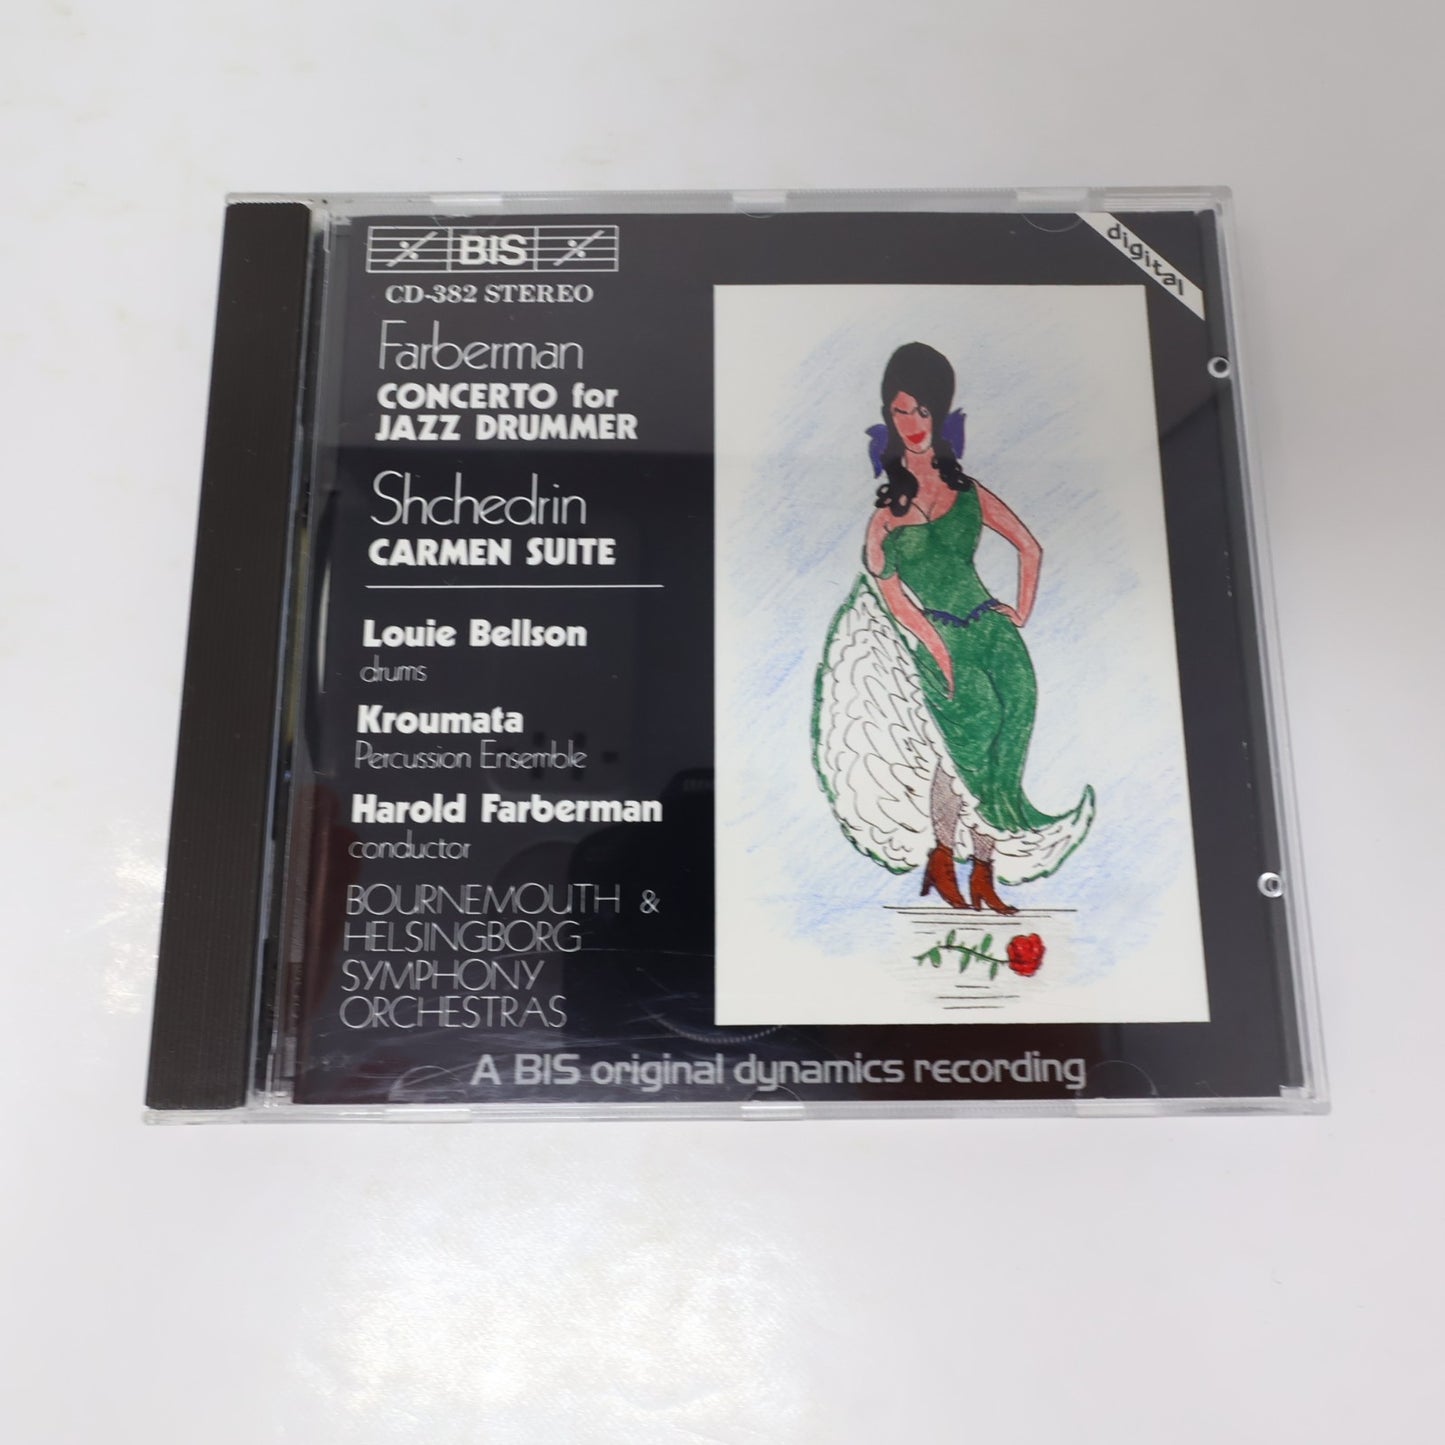 BIS
digital
CD-382 STEREO
Farberman
CONCERTO for
JAZZ DRUMMER
Shchedrin
CARMEN SUITE
Louie Bellson
drums
Kroumata
Percussion Ensemble
Harold Farberman
conductor
BOURNEMOUTH &
HELSINGBORG
SYMPHONY
ORCHESTRAS
A BIS original dynamics recording